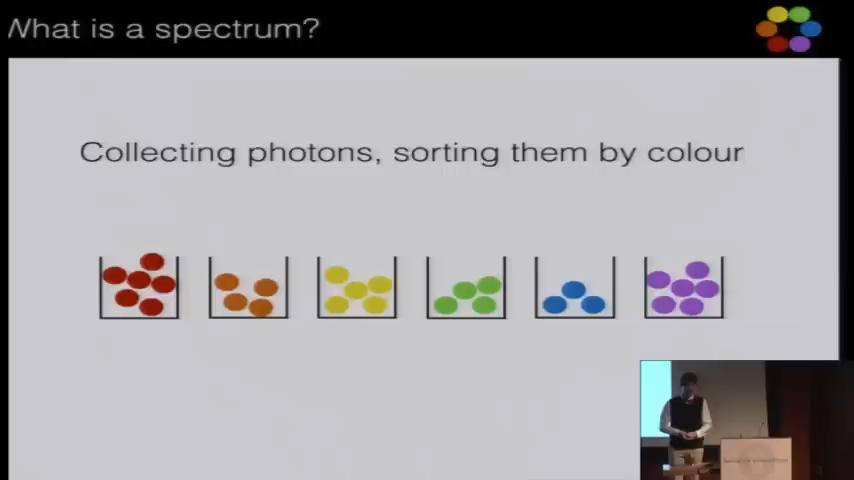 What is a spectrum?
Collecting photons, sorting them by colour